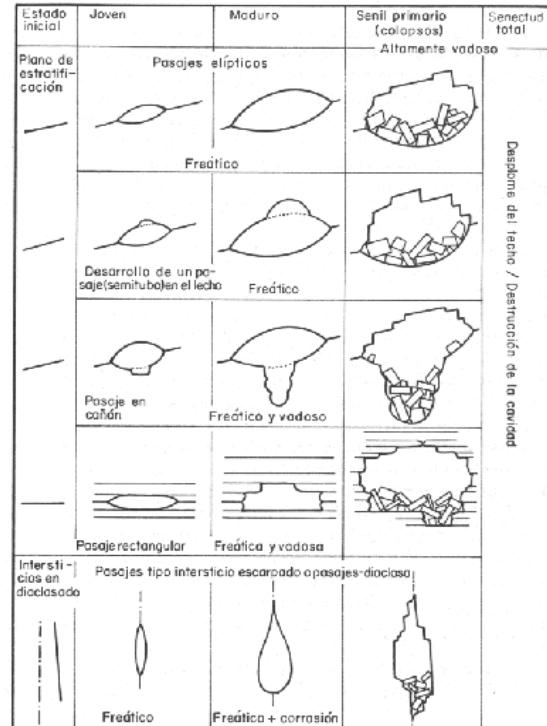 Estado inicial
Joven
Maduro
Senil primario (colapsos)
Senectud total
Altamente vadoso
Plano de estratifi-
cación
Pasajes elípticos
Freático
Desarrollo de un pa-
saje(semitubo)en el lecho
Freático
Pasaje en
cañón
Freático y vadoso
Pasaje rectangular
Freática y vadosa
Desplome del techo / Destrucción de la cavidad
Intersti-
cios en
diaclasado
Pasajes tipo intersticio escarpado a pasajes-diaclasa
Freático
Freática + corrasión